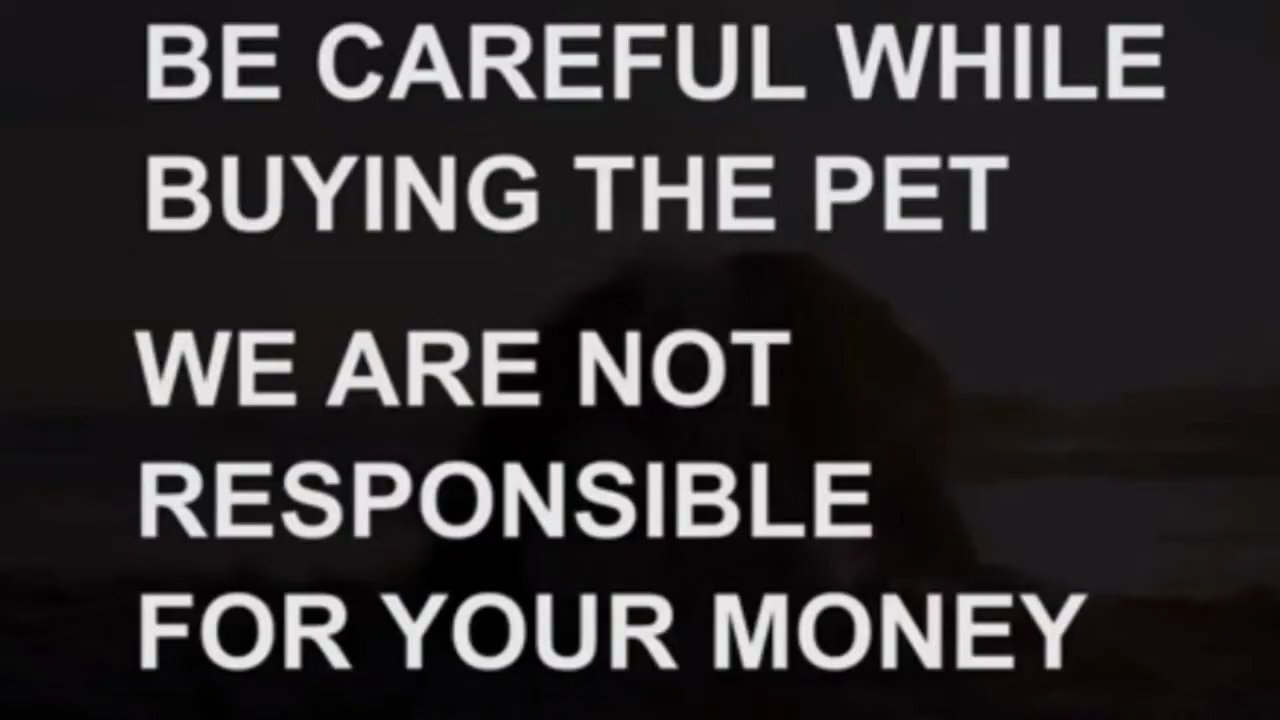 BE CAREFUL WHILE
BUYING THE PET
WE ARE NOT
RESPONSIBLE
FOR YOUR MONEY